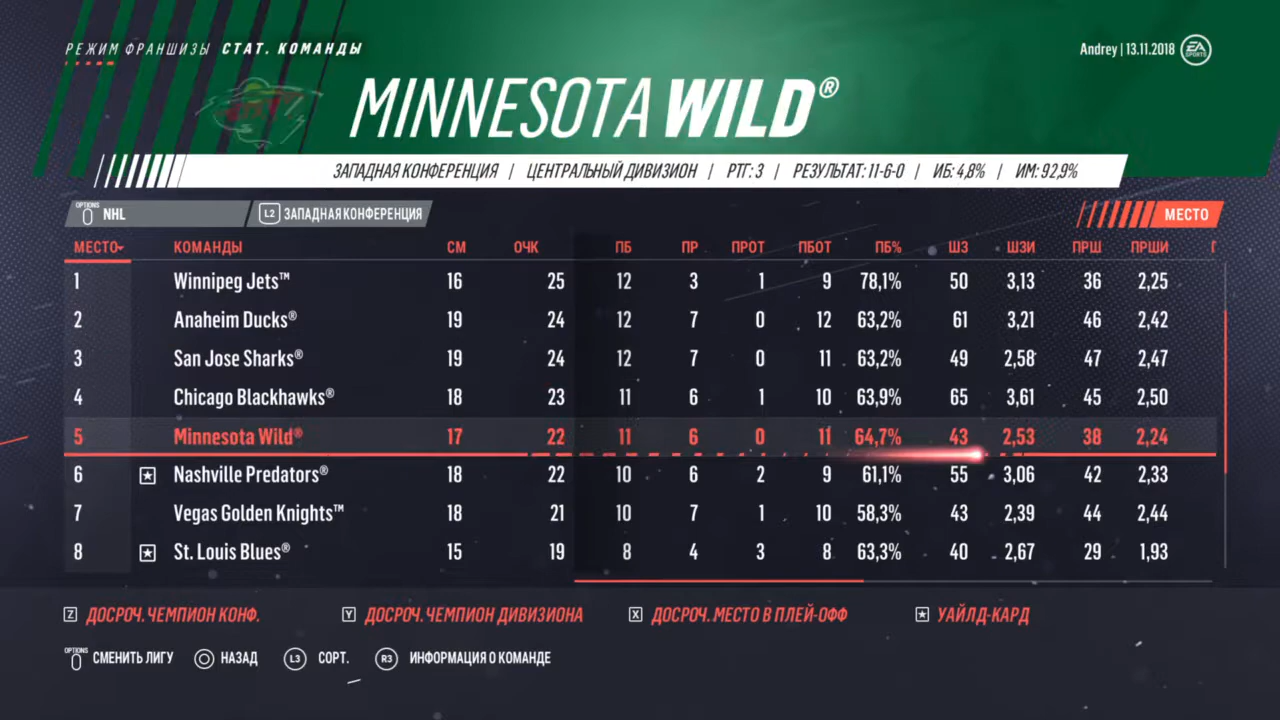 РЕЖИМ ФРАНШИЗЫ СТАТ. КОМАНДЫ
Andrey | 13.11.2018 EA SPORTS
MINNESOTA WILD®
ЗАПАДНАЯ КОНФЕРЕНЦИЯ / ЦЕНТРАЛЬНЫЙ ДИВИЗИОН / РТГ: 3 / РЕЗУЛЬТАТ: 11-6-0 / ИБ: 4,8% / ИМ: 92,9%
OPTIONS NHL L2 ЗАПАДНАЯ КОНФЕРЕНЦИЯ МЕСТО
МЕСТО КОМАНДЫ СМ ОЧК ПБ ПР ПРОТ ПБОТ ПБ% ШЗ ШЗИ ПРШ ПРШИ
1 Winnipeg Jets™ 16 25 12 3 1 9 78,1% 50 3,13 36 2,25
2 Anaheim Ducks® 19 24 12 7 0 12 63,2% 61 3,21 46 2,42
3 San Jose Sharks® 19 24 12 7 0 11 63,2% 49 2,58 47 2,47
4 Chicago Blackhawks® 18 23 11 6 1 10 63,9% 65 3,61 45 2,50
5 Minnesota Wild® 17 22 11 6 0 11 64,7% 43 2,53 38 2,24
6 Nashville Predators® 18 22 10 6 2 9 61,1% 55 3,06 42 2,33
7 Vegas Golden Knights™ 18 21 10 7 1 10 58,3% 43 2,39 44 2,44
8 St. Louis Blues® 15 19 8 4 3 8 63,3% 40 2,67 29 1,93
Z ДОСРОЧ. ЧЕМПИОН КОНФ. Y ДОСРОЧ. ЧЕМПИОН ДИВИЗИОНА X ДОСРОЧ. МЕСТО В ПЛЕЙ-ОФФ УАЙЛД-КАРД
OPTIONS СМЕНИТЬ ЛИГУ НАЗАД L3 СОРТ. R3 ИНФОРМАЦИЯ О КОМАНДЕ